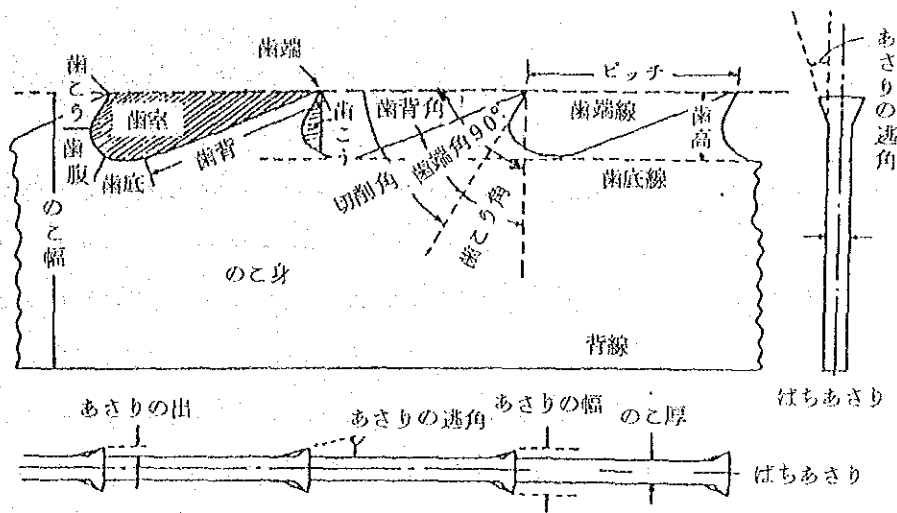 歯端
ピッチ
歯こう
歯腹
歯室
歯背
歯底
歯こう
歯背角
歯端角
90°
切削角
歯こう角
歯端線
歯高
歯底線
のこ幅
のこ身
背線
あさりの逃角
ばちあさり
あさりの出
あさりの逃角
あさりの幅
のこ厚
ばちあさり